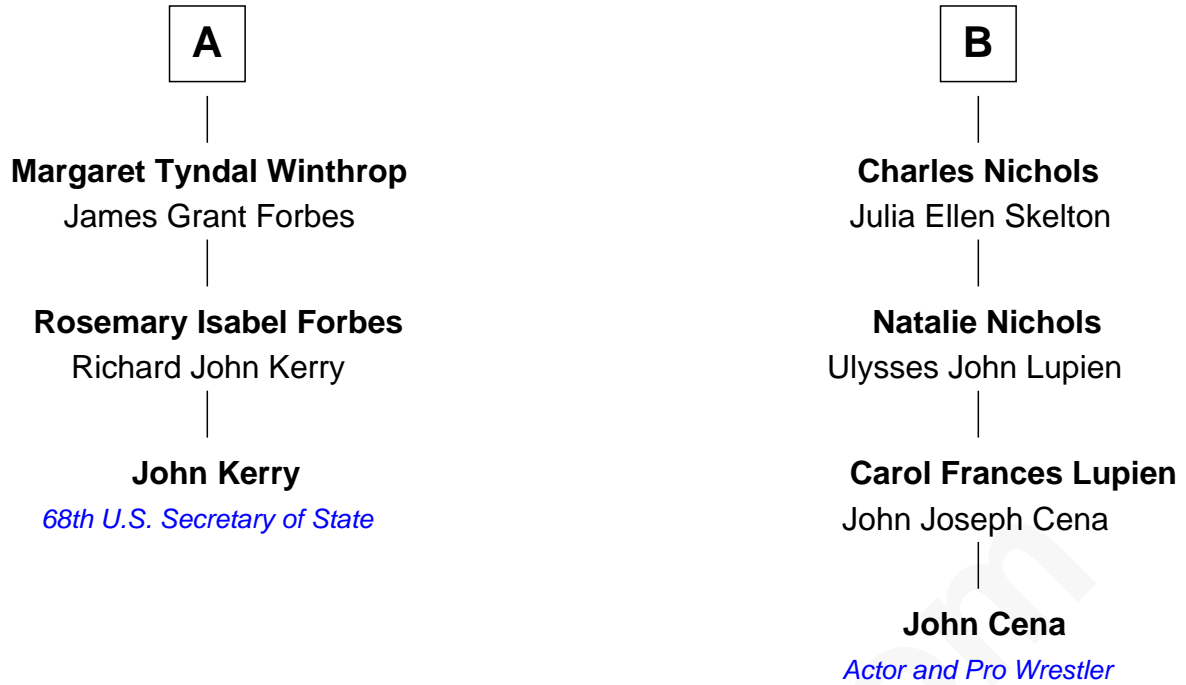 A
Margaret Tyndal Winthrop
James Grant Forbes
Rosemary Isabel Forbes
Richard John Kerry
John Kerry
68th U.S. Secretary of State
B
Charles Nichols
Julia Ellen Skelton
Natalie Nichols
Ulysses John Lupien
Carol Frances Lupien
John Joseph Cena
John Cena
Actor and Pro Wrestler